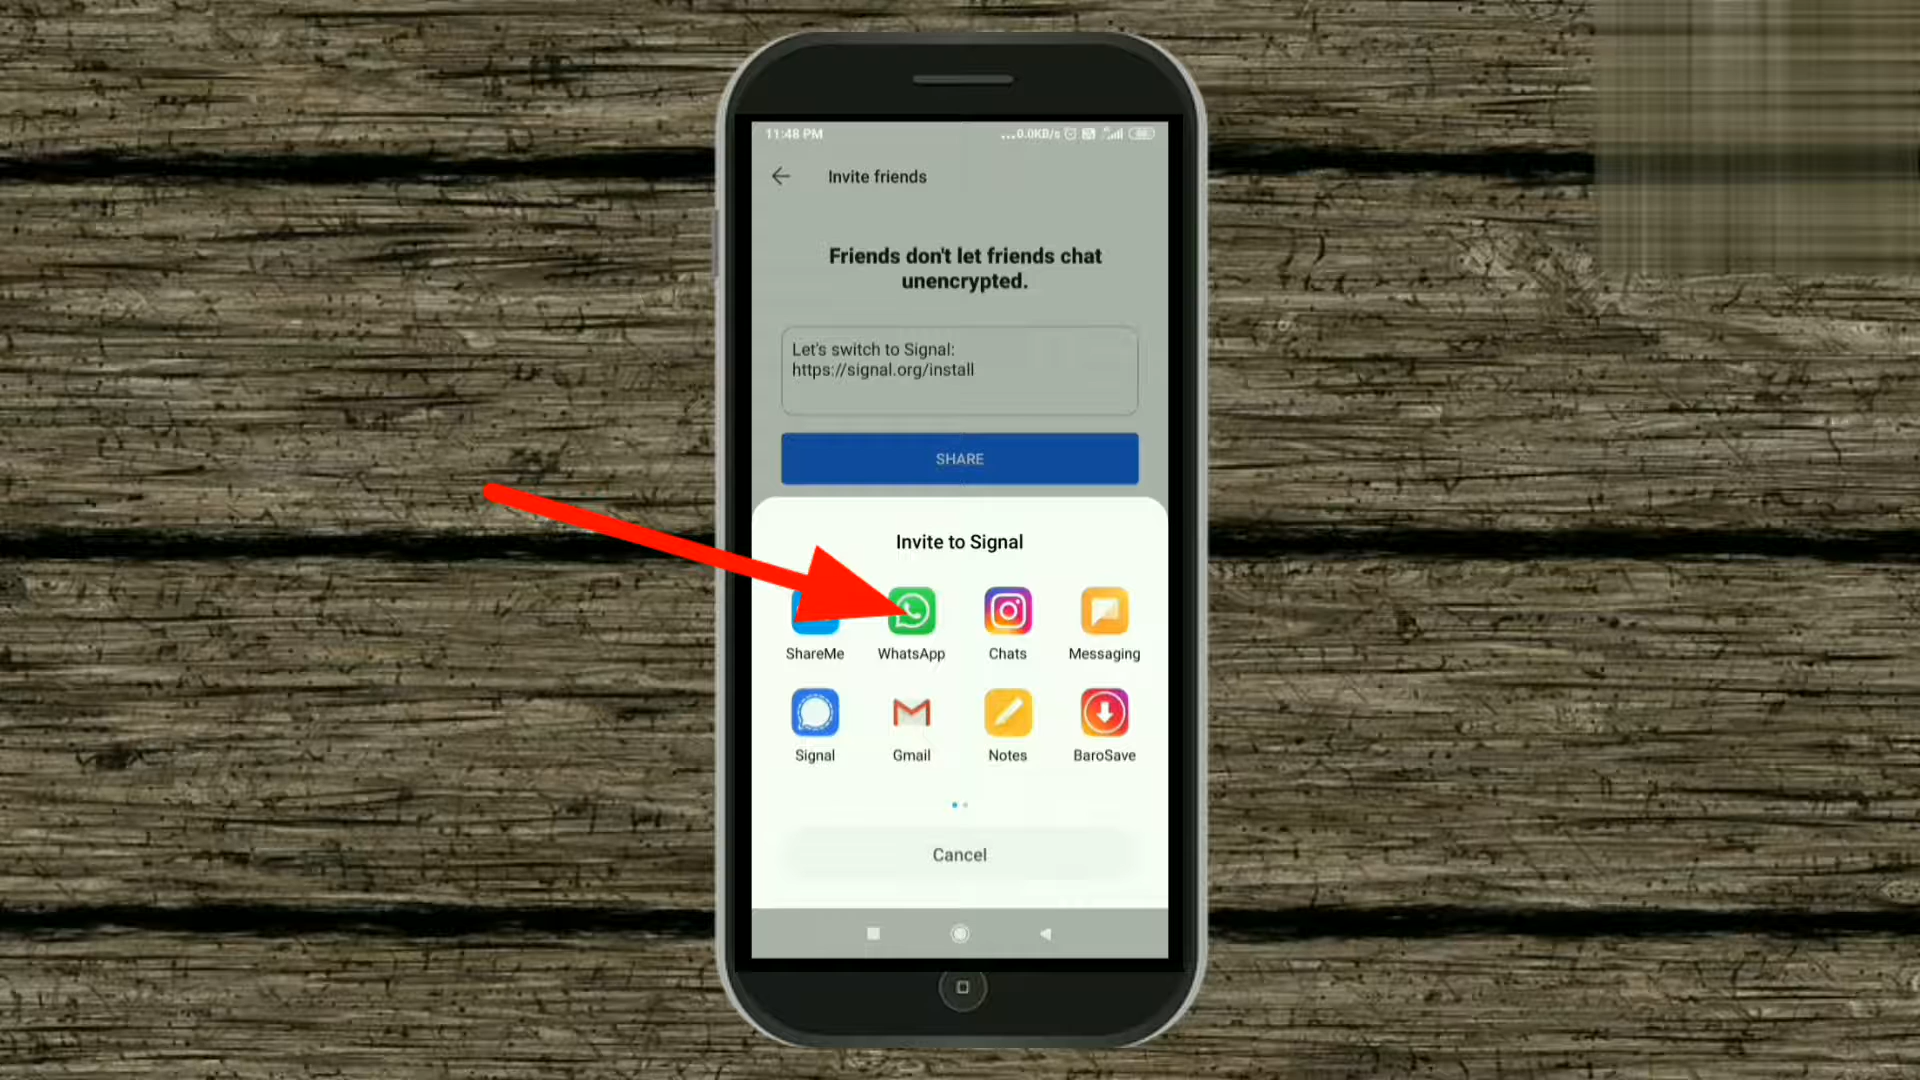 11:48 PM ...0.0KB/s
Invite friends
Friends don't let friends chat
unencrypted.
Let's switch to Signal:
https://signal.org/install
SHARE
Invite to Signal
ShareMe WhatsApp Chats Messaging
Signal Gmail Notes BaroSave
Cancel